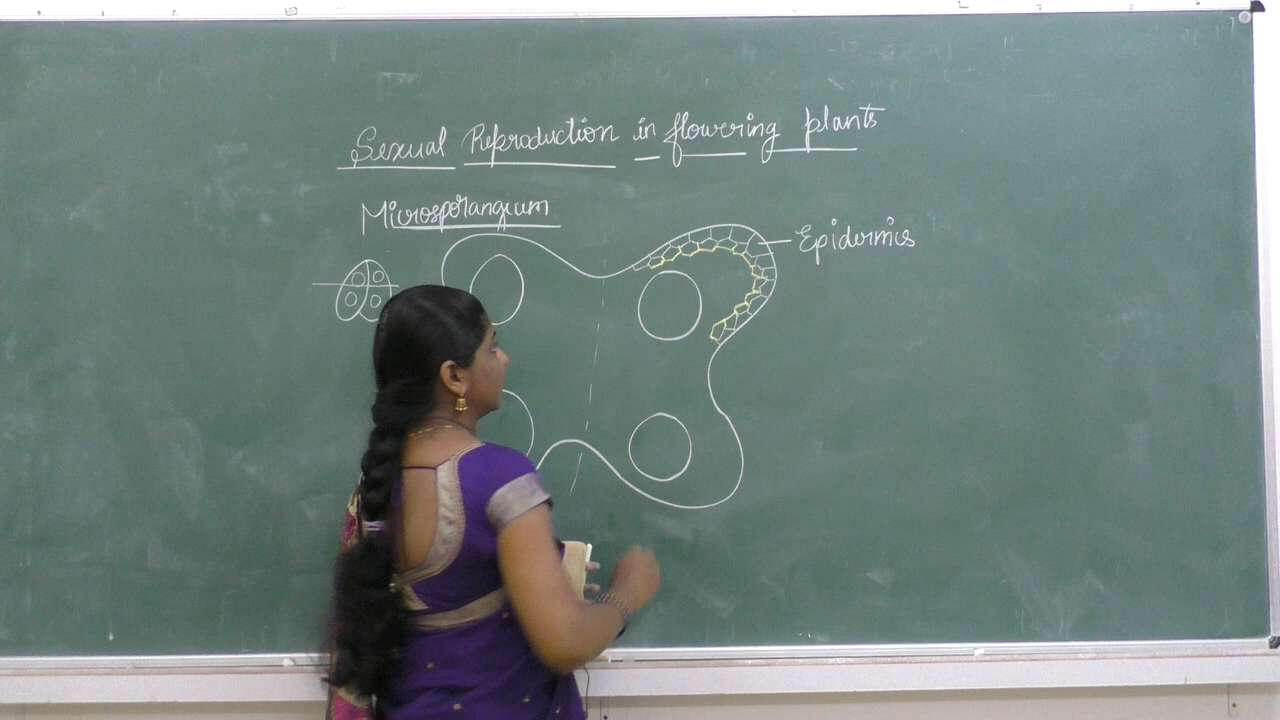 Sexual Reproduction in flowering plants
Microsporangium
Epidermis